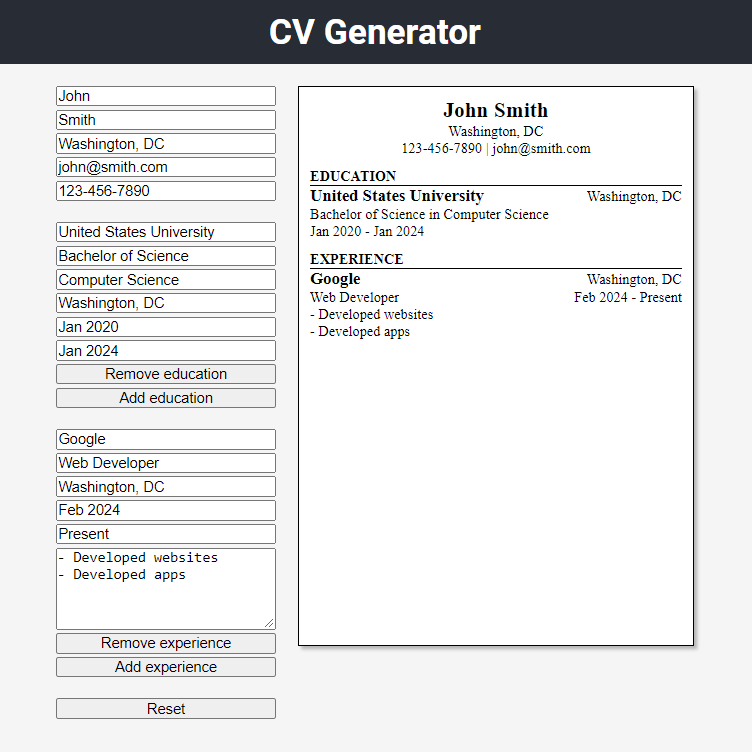 CV Generator
John
Smith
Washington, DC
john@smith.com
123-456-7890
United States University
Bachelor of Science
Computer Science
Washington, DC
Jan 2020
Jan 2024
Remove education
Add education
Google
Web Developer
Washington, DC
Feb 2024
Present
- Developed websites
- Developed apps
Remove experience
Add experience
Reset
John Smith
Washington, DC
123-456-7890 | john@smith.com
EDUCATION
United States University Washington, DC
Bachelor of Science in Computer Science
Jan 2020 - Jan 2024
EXPERIENCE
Google Washington, DC
Web Developer Feb 2024 - Present
- Developed websites
- Developed apps